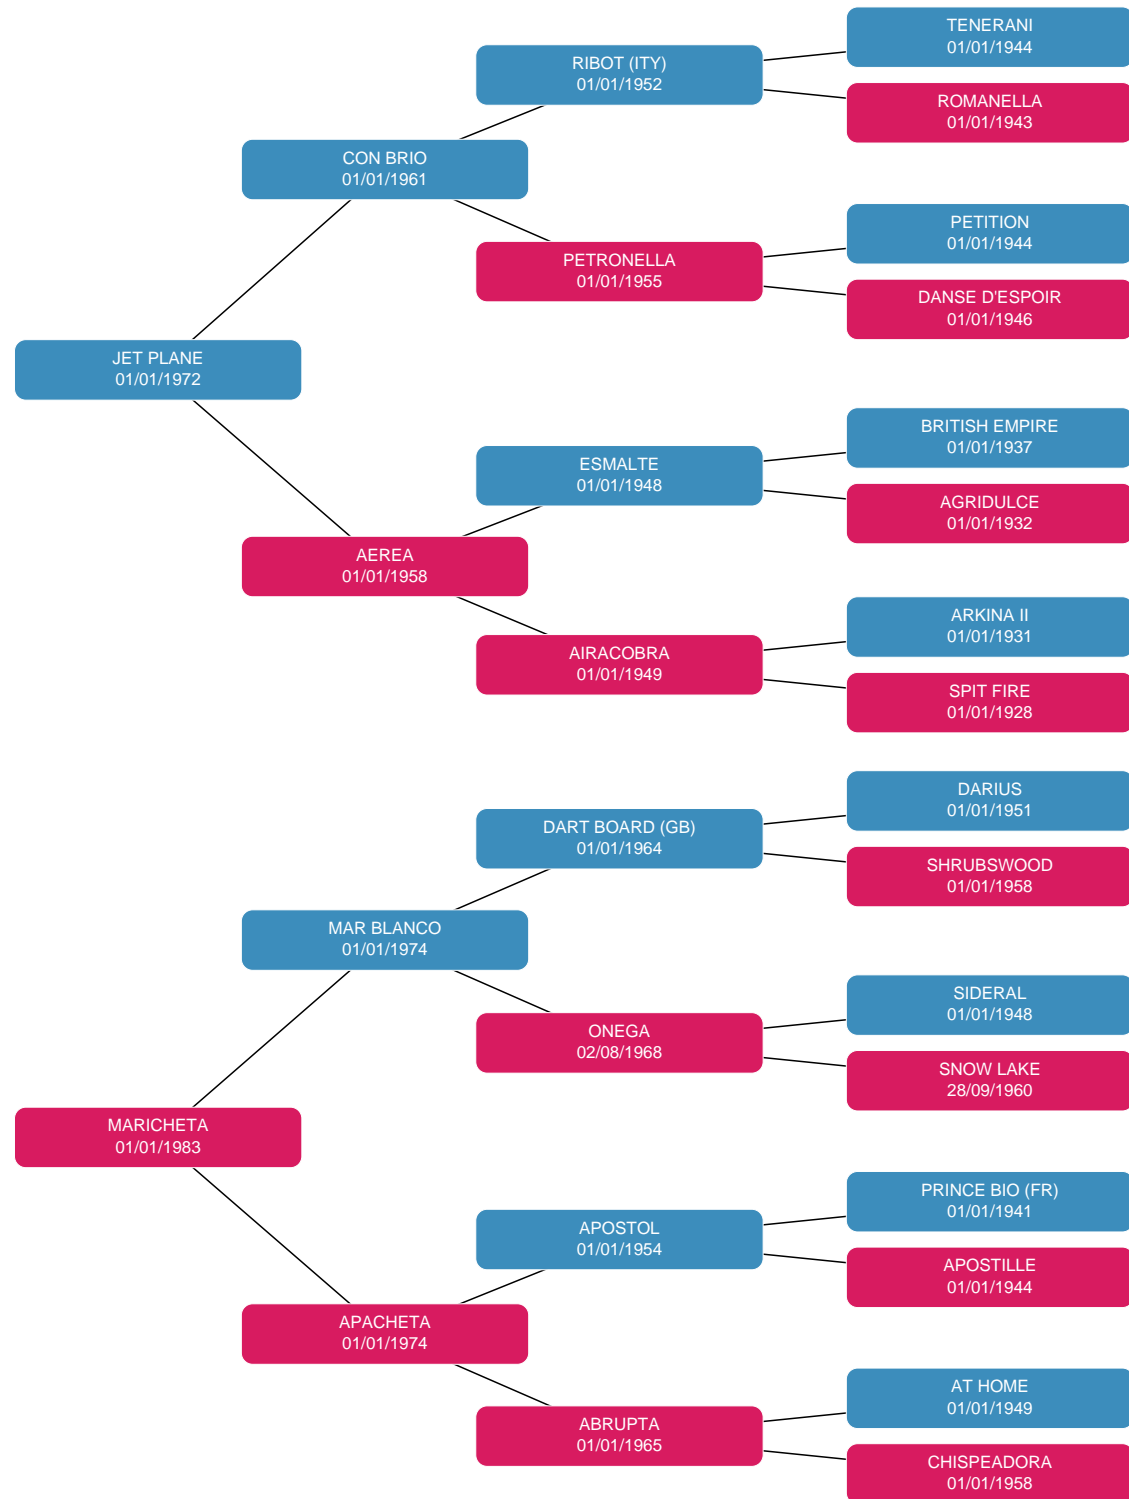 TENERANI
01/01/1944
RIBOT (ITY)
01/01/1952
ROMANELLA
01/01/1943
CON BRIO
01/01/1961
PETITION
01/01/1944
PETRONELLA
01/01/1955
DANSE D'ESPOIR
01/01/1946
JET PLANE
01/01/1972
BRITISH EMPIRE
01/01/1937
ESMALTE
01/01/1948
AGRIDULCE
01/01/1932
AEREA
01/01/1958
ARKINA II
01/01/1931
AIRACOBRA
01/01/1949
SPIT FIRE
01/01/1928
DARIUS
01/01/1951
DART BOARD (GB)
01/01/1964
SHRUBSWOOD
01/01/1958
MAR BLANCO
01/01/1974
SIDERAL
01/01/1948
ONEGA
02/08/1968
SNOW LAKE
28/09/1960
MARICHETA
01/01/1983
PRINCE BIO (FR)
01/01/1941
APOSTOL
01/01/1954
APOSTILLE
01/01/1944
APACHETA
01/01/1974
AT HOME
01/01/1949
ABRUPTA
01/01/1965
CHISPEADORA
01/01/1958